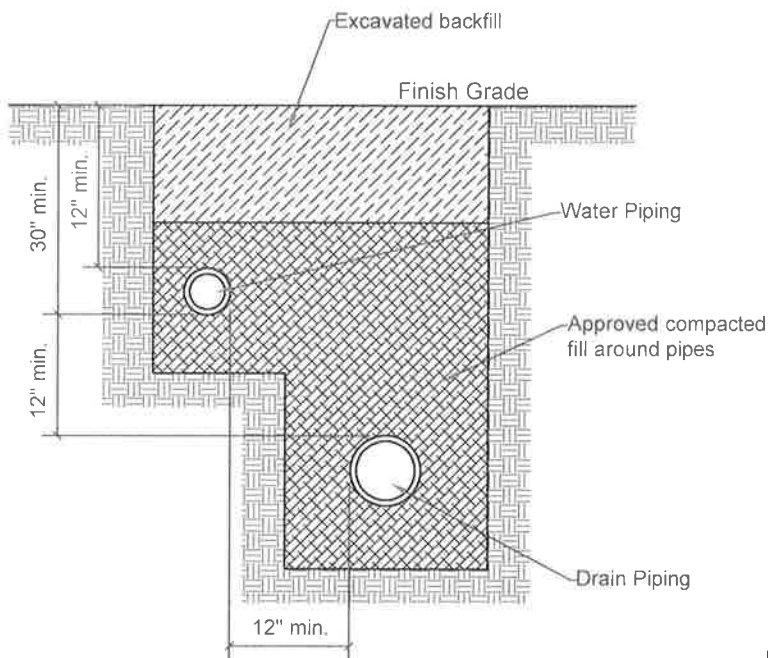 Excavated backfill
Finish Grade
30" min.
12" min.
Water Piping
Approved compacted
fill around pipes
12" min.
Drain Piping
12" min.